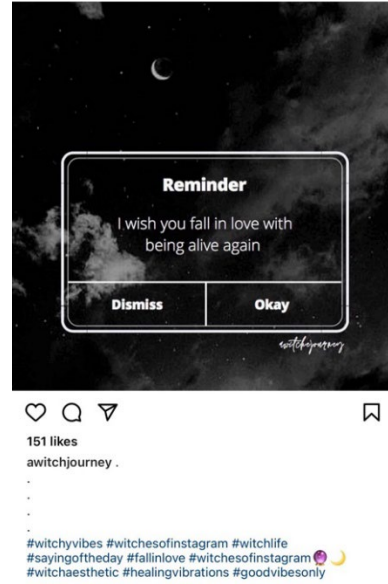 Reminder
I wish you fall in love with
being alive again
Dismiss Okay
awitchjourney
151 likes
awitchjourney .
.
.
.
.
#witchyvibes #witchesofinstagram #witchlife
#sayingoftheday #fallinlove #witchesofinstagram🔮🌙
#witchaesthetic #healingvibrations #goodvibesonly